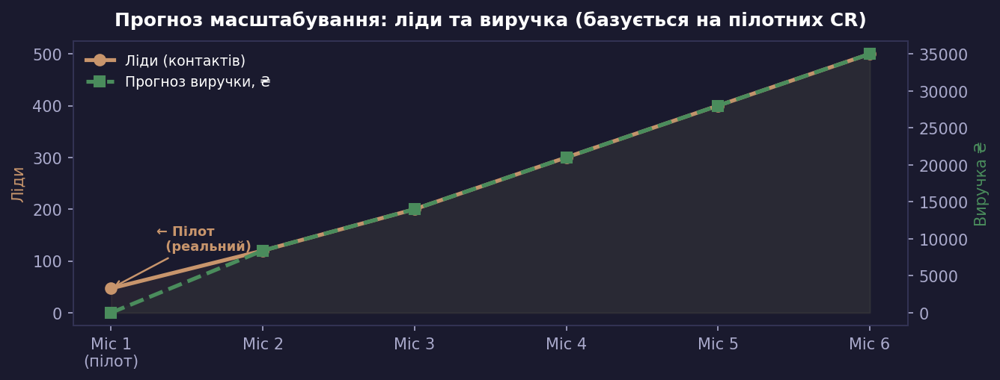 Прогноз масштабування: ліди та виручка (базується на пілотних CR)
Ліди (контактів)
Прогноз виручки, ₴
500
400
300
200
100
0
Ліди
35000
30000
25000
20000
15000
10000
5000
0
Виручка ₴
← Пілот
(реальний)
Міс 1
(пілот)
Міс 2
Міс 3
Міс 4
Міс 5
Міс 6